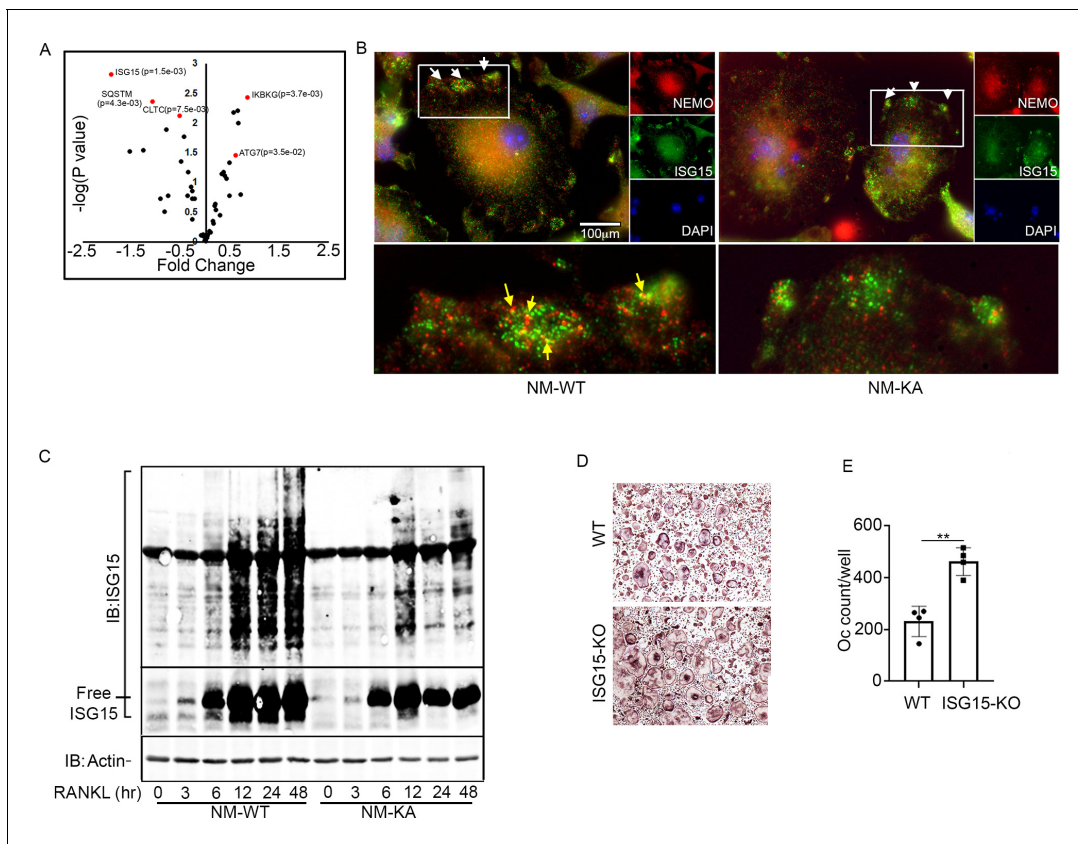 A
-log(P value)
3
2.5
2
1.5
1
0.5
0
ISG15 (p=1.5e-03)
SQSTM
(p=4.3e-03)
CLTC(p=7.5e-03)
IKBKG(p=3.7e-03)
ATG7(p=3.5e-02)
-2.5 -1.5 -0.5 0.5 1.5 2.5
Fold Change
B
NEMO
ISG15
DAPI
100µm
NEMO
ISG15
DAPI
NM-WT
NM-KA
C
IB:ISG15
Free
ISG15
IB:Actin-
RANKL (hr) 0 3 6 12 24 48 0 3 6 12 24 48
NM-WT NM-KA
D
WT
ISG15-KO
E
Oc count/well
600
400
200
0
**
WT ISG15-KO